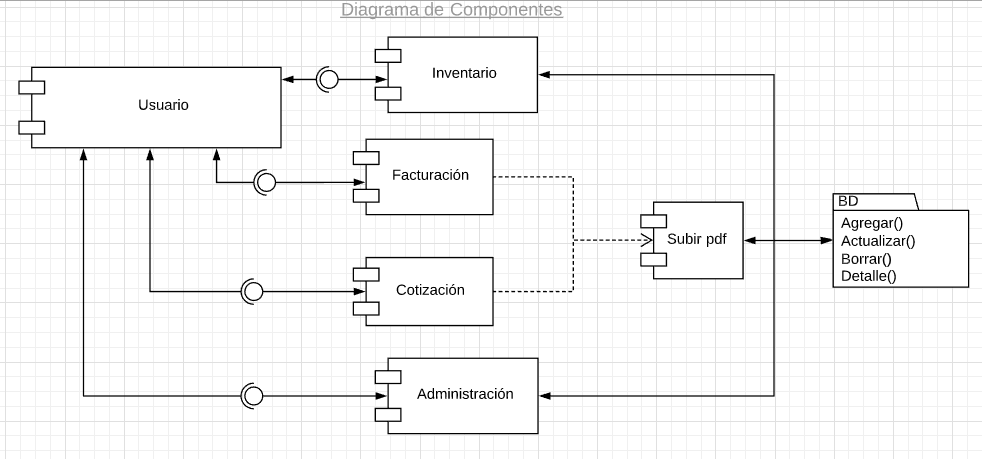 Diagrama de Componentes
Inventario
Usuario
Facturación
Subir pdf
BD
Agregar()
Actualizar()
Borrar()
Detalle()
Cotización
Administración